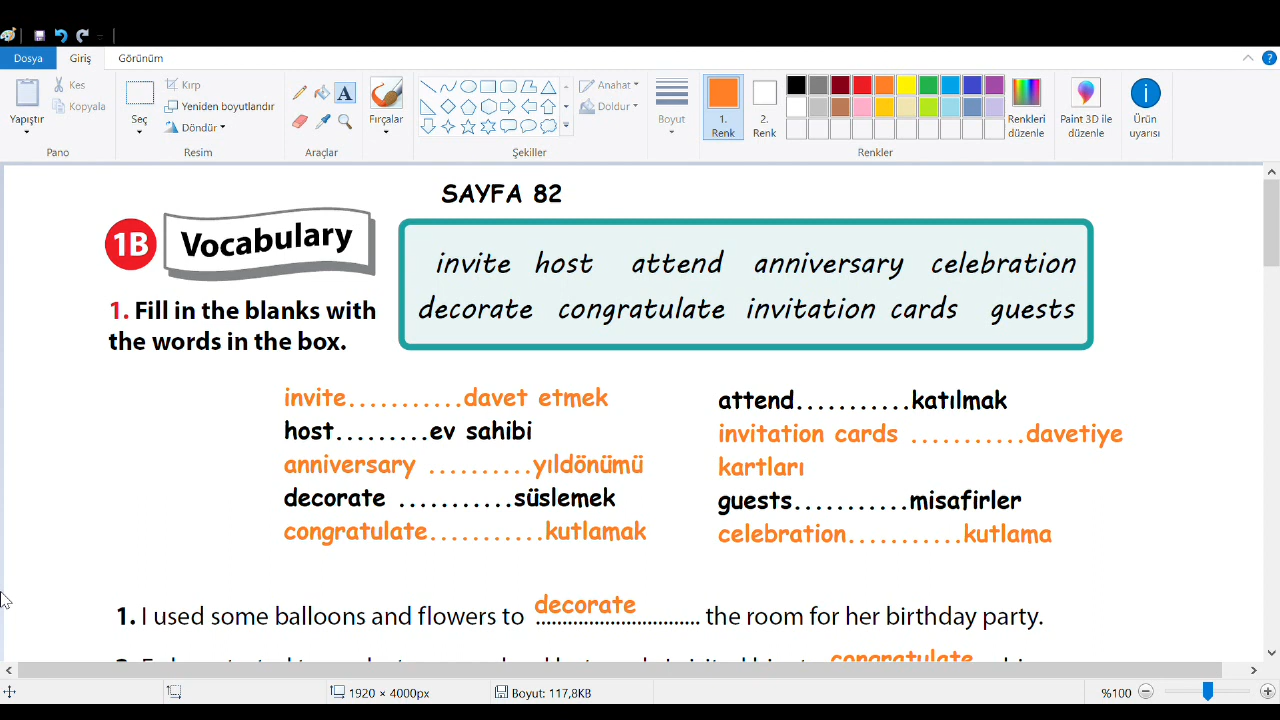 Dosya Giriş Görünüm
Kes
Kopyala
Yapıştır
Pano
Seç
Kırp
Yeniden boyutlandır
Döndür
Resim
A
Araçlar
Fırçalar
Anahat
Doldur
Şekiller
Boyut
1.
Renk
2.
Renk
Renkleri
düzenle
Renkler
Paint 3D ile
düzenle
Ürün
uyarısı
SAYFA 82
1B Vocabulary
1. Fill in the blanks with
the words in the box.
invite host attend anniversary celebration
decorate congratulate invitation cards guests
invite...........davet etmek
host.........ev sahibi
anniversary ..........yıldönümü
decorate ...........süslemek
congratulate...........kutlamak
attend...........katılmak
invitation cards ...........davetiye
kartları
guests...........misafirler
celebration...........kutlama
1. I used some balloons and flowers to decorate the room for her birthday party.
congratulate
1920 × 4000px
Boyut: 117,8KB
%100